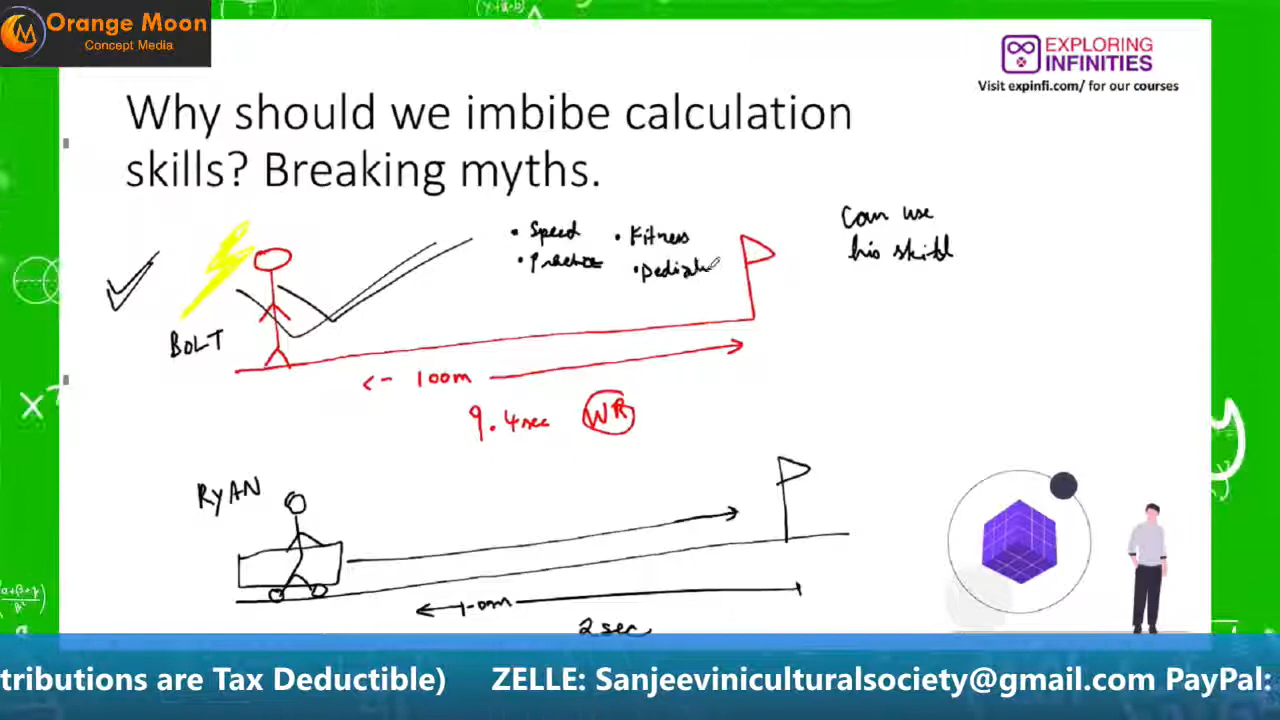 Orange Moon
Concept Media
EXPLORING
INFINITIES
Visit expinfi.com/ for our courses
Why should we imbibe calculation
skills? Breaking myths.
• Speed • Fitness
• Practice
Can use
his skill
BOLT
<- 100m
9.4sec WR
RYAN
2 sec
tributions are Tax Deductible) ZELLE: Sanjeeviniculturalsociety@gmail.com PayPal: